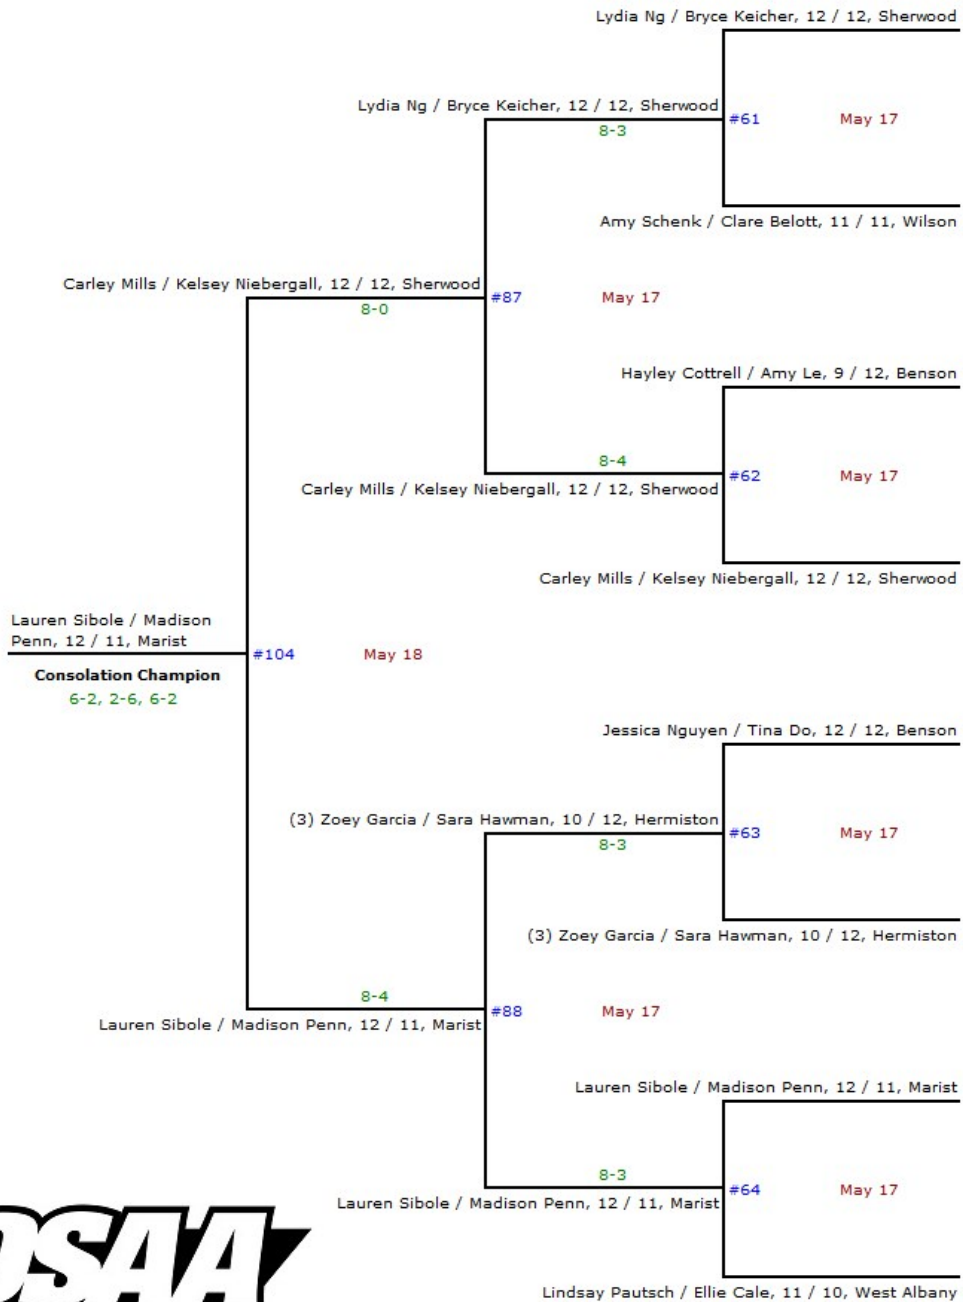 Lydia Ng / Bryce Keicher, 12 / 12, Sherwood
Lydia Ng / Bryce Keicher, 12 / 12, Sherwood
8-3
#61
May 17
Amy Schenk / Clare Belott, 11 / 11, Wilson
Carley Mills / Kelsey Niebergall, 12 / 12, Sherwood
8-0
#87
May 17
Hayley Cottrell / Amy Le, 9 / 12, Benson
8-4
Carley Mills / Kelsey Niebergall, 12 / 12, Sherwood
#62
May 17
Carley Mills / Kelsey Niebergall, 12 / 12, Sherwood
Lauren Sibole / Madison
Penn, 12 / 11, Marist
Consolation Champion
6-2, 2-6, 6-2
#104
May 18
Jessica Nguyen / Tina Do, 12 / 12, Benson
(3) Zoey Garcia / Sara Hawman, 10 / 12, Hermiston
8-3
#63
May 17
(3) Zoey Garcia / Sara Hawman, 10 / 12, Hermiston
8-4
Lauren Sibole / Madison Penn, 12 / 11, Marist
#88
May 17
Lauren Sibole / Madison Penn, 12 / 11, Marist
8-3
Lauren Sibole / Madison Penn, 12 / 11, Marist
#64
May 17
Lindsay Pautsch / Ellie Cale, 11 / 10, West Albany
OSAA